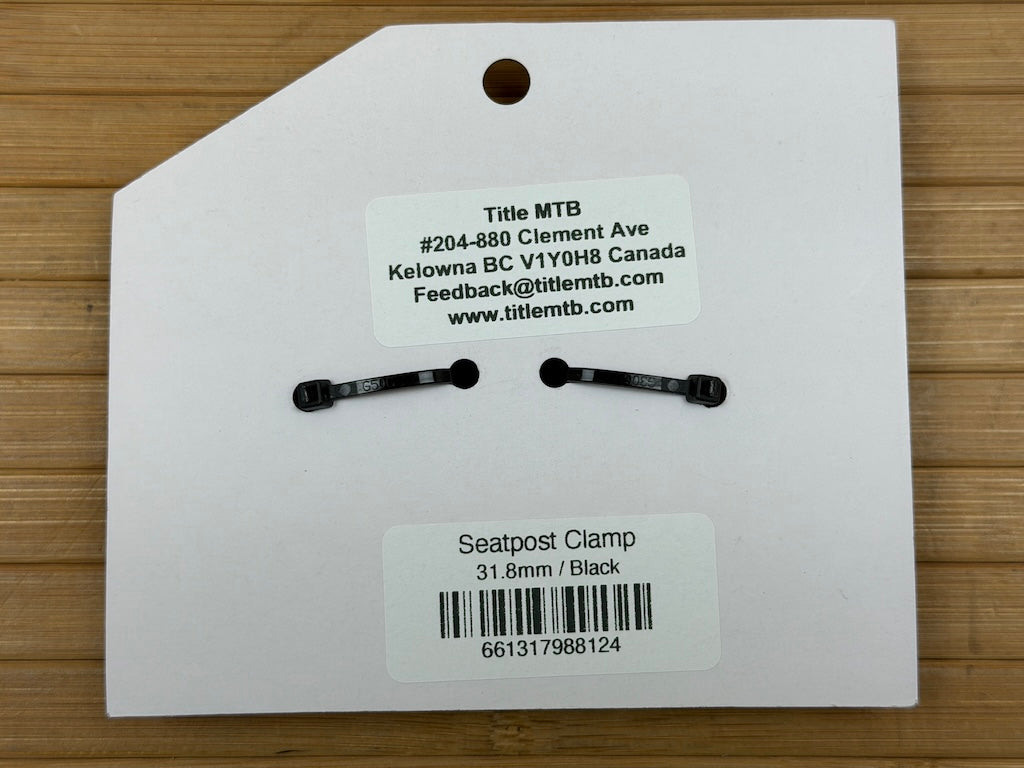 Title MTB
#204-880 Clement Ave
Kelowna BC V1Y0H8 Canada
Feedback@titlemtb.com
www.titlemtb.com
Seatpost Clamp
31.8mm / Black
661317988124